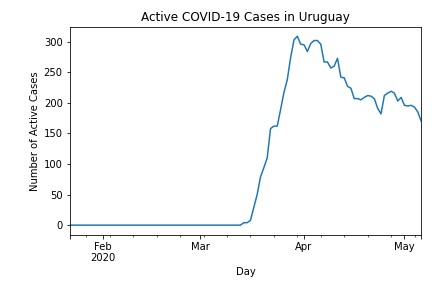 Active COVID-19 Cases in Uruguay
300
250
200
150
100
50
0
Number of Active Cases
Feb
2020
Mar
Apr
May
Day